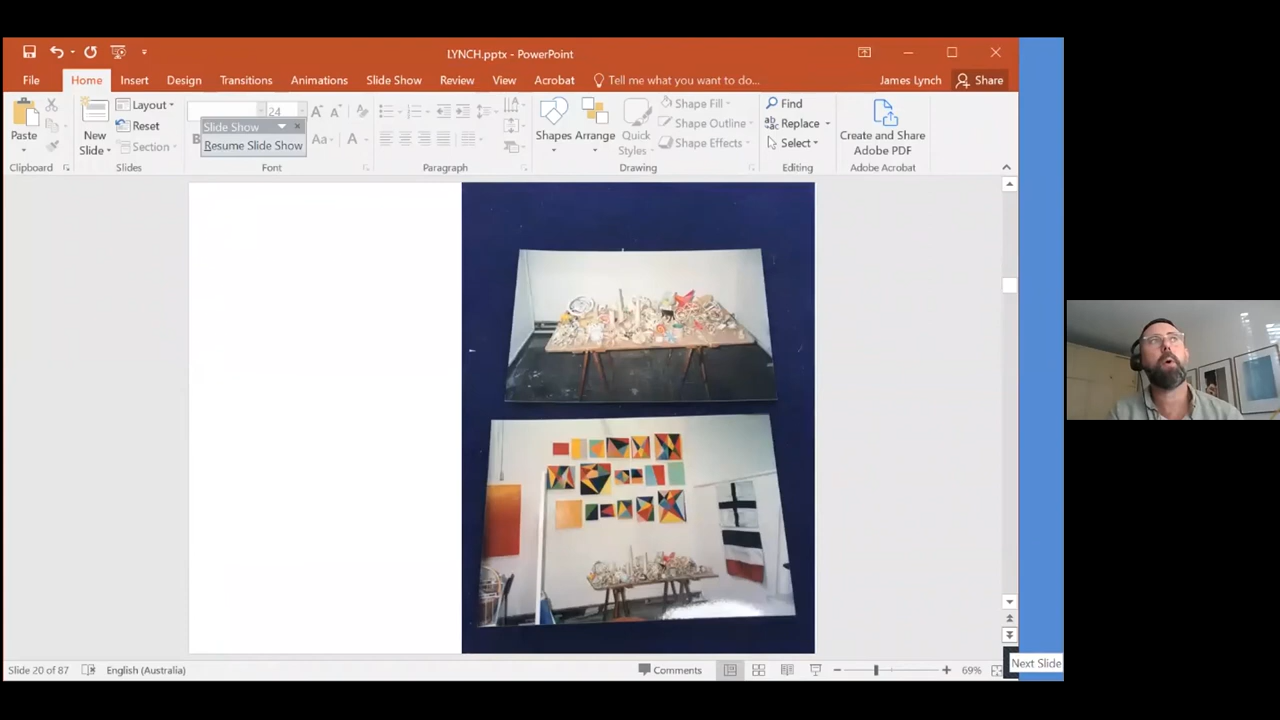 LYNCH.pptx - PowerPoint
File Home Insert Design Transitions Animations Slide Show Review View Acrobat Tell me what you want to do... James Lynch Share
Paste
New Slide
Layout
Reset
Section
24
Slide Show
Resume Slide Show
B
Aa
A
Shapes
Arrange
Quick Styles
Shape Fill
Shape Outline
Shape Effects
Find
Replace
Select
Create and Share Adobe PDF
Clipboard Slides Font Paragraph Drawing Editing Adobe Acrobat
Slide 20 of 87 English (Australia) Comments 69%
Next Slide